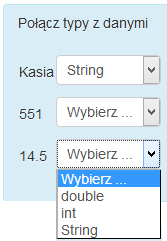 Połącz typy z danymi
Kasia String
551 Wybierz ...
14.5 Wybierz ...
Wybierz ...
double
int
String